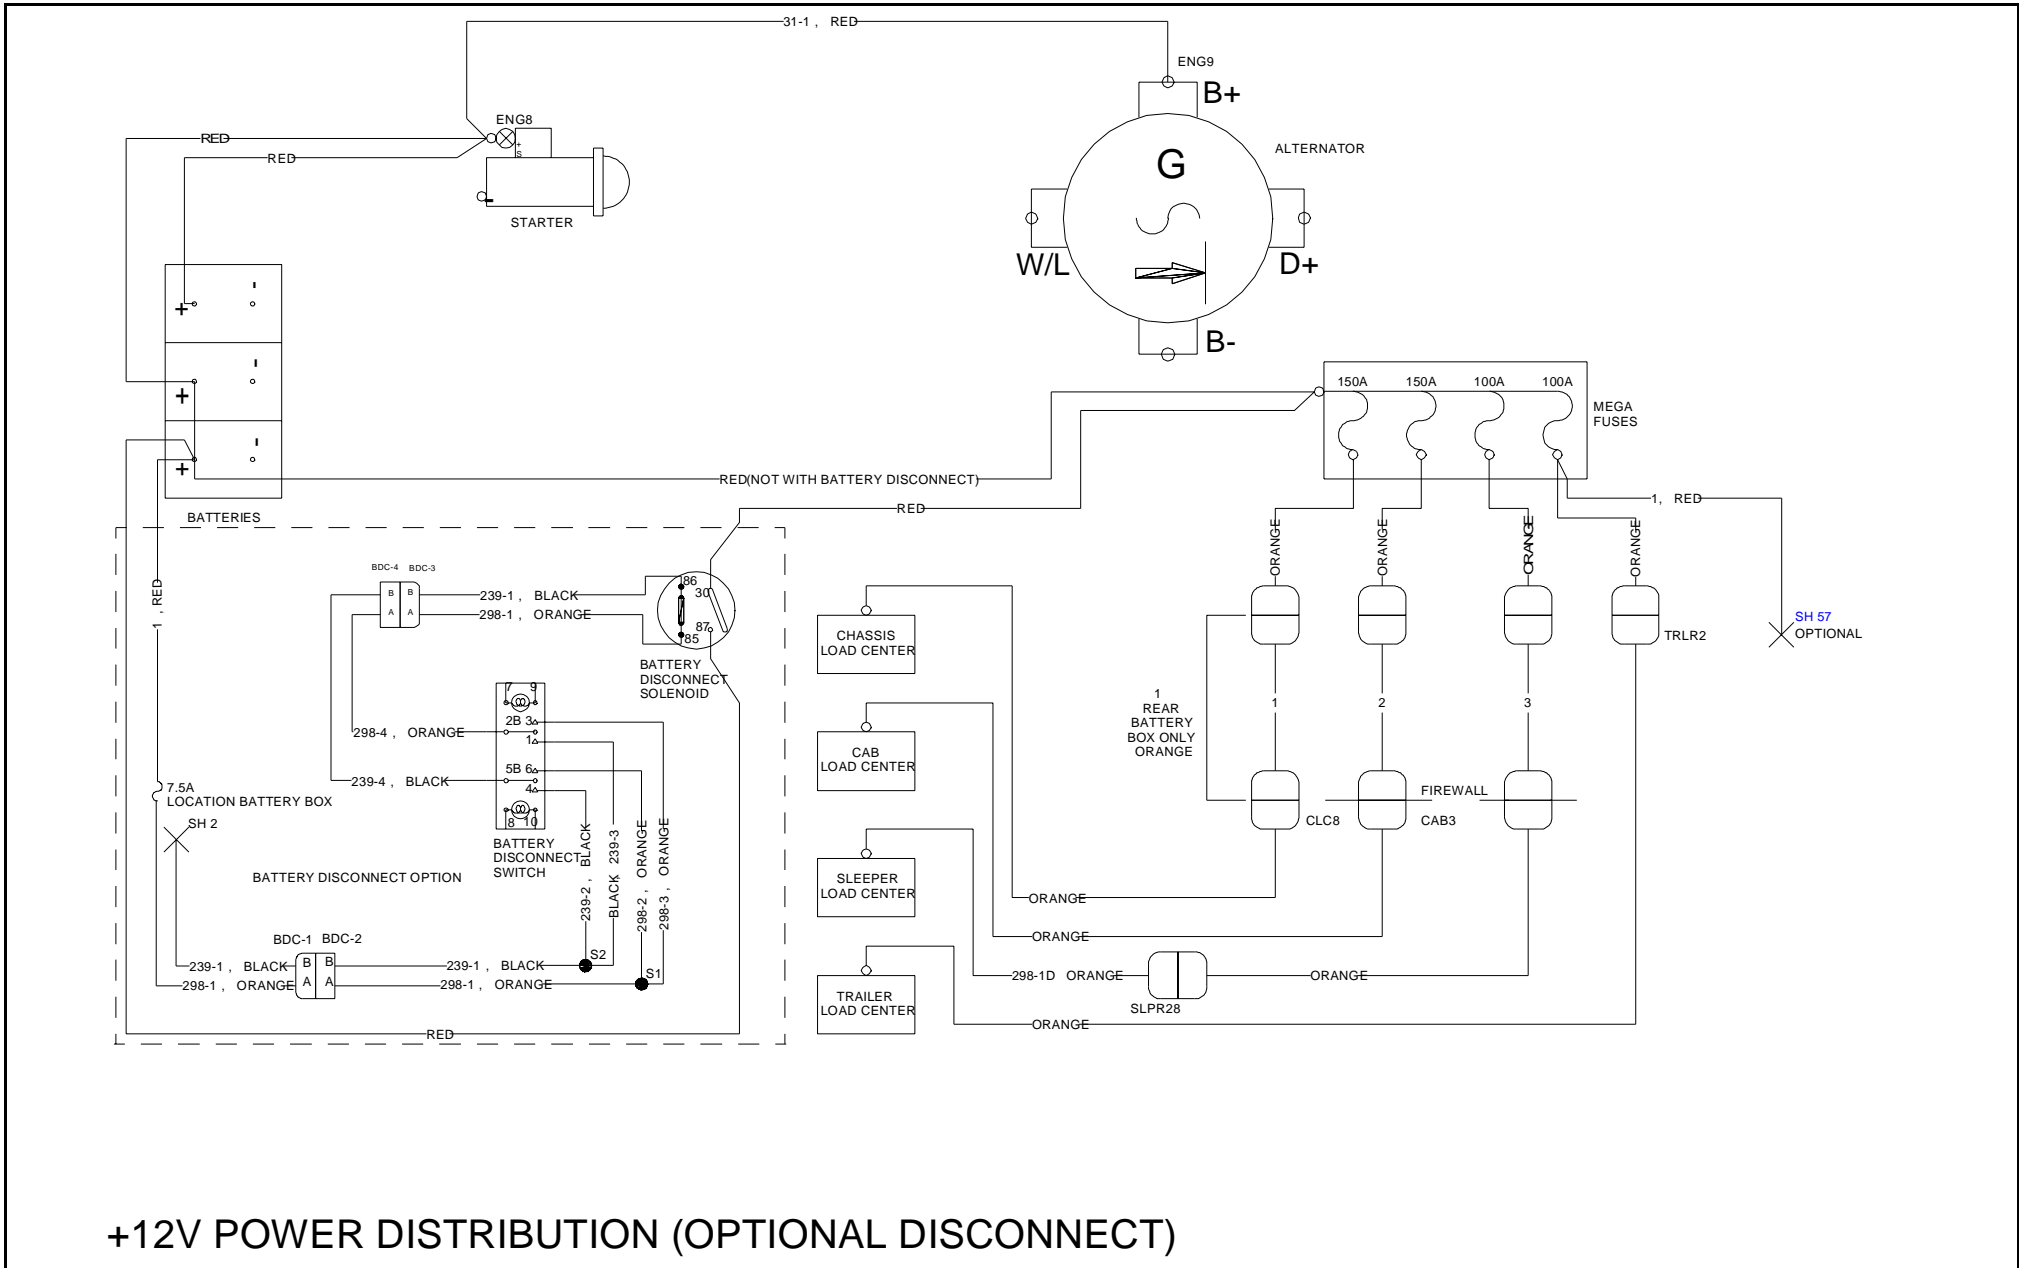 31-1 , RED
ENG9
B+
ENG8
RED
+
S
ALTERNATOR
G
RED
-
STARTER
W/L
D+
-
+
B-
-
+
150A
150A
100A
100A
MEGA
FUSES
-
+
RED(NOT WITH BATTERY DISCONNECT)
1, RED
RED
BATTERIES
ORANGE
ORANGE
ORANGE
ORANGE
BDC-4
BDC-3
B
B
A
A
239-1 , BLACK
298-1 , ORANGE
86
30
87
85
1 , RED
CHASSIS
LOAD CENTER
TRLR2
SH 57
OPTIONAL
BATTERY
DISCONNECT
SOLENOID
7
9
2B
3
1
298-4 , ORANGE
1
REAR
BATTERY
BOX ONLY
ORANGE
1
2
3
CAB
LOAD CENTER
5B
6
4
239-4 , BLACK
7.5A
LOCATION BATTERY BOX
8
10
FIREWALL
SH 2
CLC8
CAB3
BATTERY
DISCONNECT
SWITCH
239-2 , BLACK
BLACK 239-3
298-2 , ORANGE
298-3 , ORANGE
BATTERY DISCONNECT OPTION
SLEEPER
LOAD CENTER
ORANGE
BDC-1
BDC-2
ORANGE
S2
239-1 , BLACK
B
B
239-1 , BLACK
S1
298-1D ORANGE
ORANGE
298-1 , ORANGE
A
A
298-1 , ORANGE
TRAILER
LOAD CENTER
SLPR28
ORANGE
RED
+12V POWER DISTRIBUTION (OPTIONAL DISCONNECT)